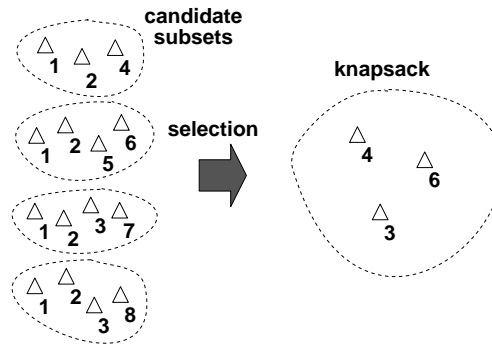 candidate
subsets
1 2 4
1 2 5 6
1 2 3 7
1 2 3 8
selection
knapsack
4
6
3